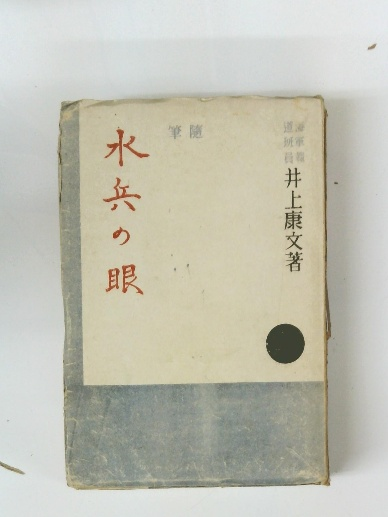 海軍報
道班員
井上康文著
隨筆
水兵の眼